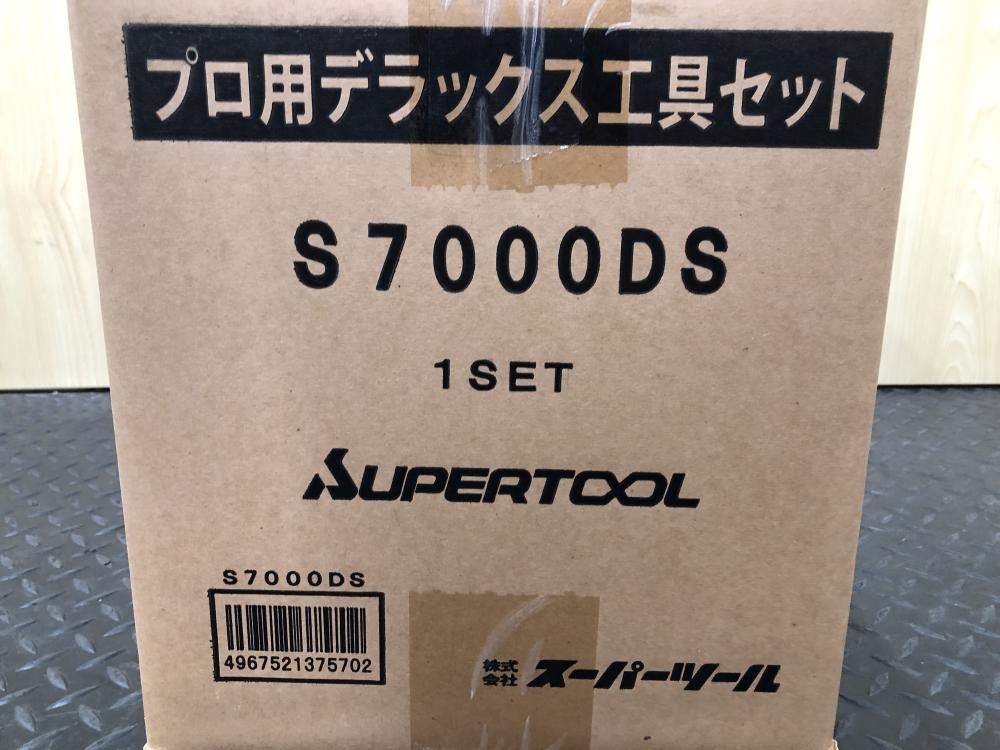 プロ用デラックス工具セット
S7000DS
1SET
SUPERTOOL
S7000DS
4967521375702
株式会社 スーパーツール